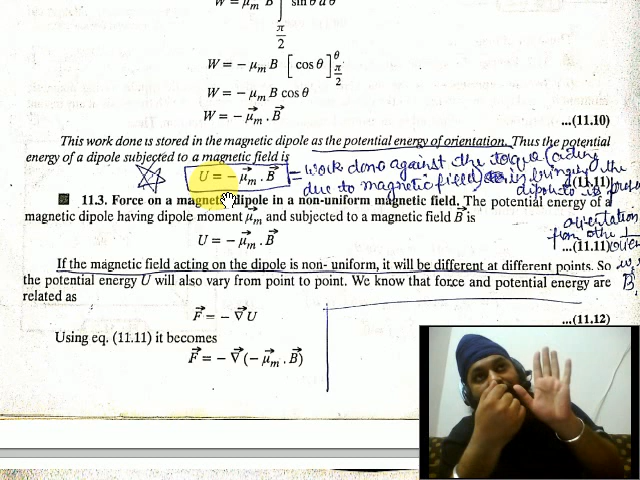 W = − μm B ∫ sin θ d θ
π/2
W = − μm B [cos θ]^θ_π/2
W = − μm B cos θ
W = − μ⃗m . B⃗ ...(11.10)
This work done is stored in the magnetic dipole as the potential energy of orientation. Thus the potential
energy of a dipole subjected to a magnetic field is
U = − μ⃗m . B⃗ = work done against the torque (acting
due to magnetic field) in bringing the
dipole to its present
...(11.11)
orientation
from the ⊥
11.3. Force on a magnetic dipole in a non-uniform magnetic field. The potential energy of a
magnetic dipole having dipole moment μ⃗m and subjected to a magnetic field B⃗ is
U = − μ⃗m . B⃗ ...(11.11)
If the magnetic field acting on the dipole is non- uniform, it will be different at different points. So
the potential energy U will also vary from point to point. We know that force and potential energy are
related as
F⃗ = − ∇⃗ U ...(11.12)
Using eq. (11.11) it becomes
F⃗ = − ∇⃗ (− μ⃗m . B⃗)